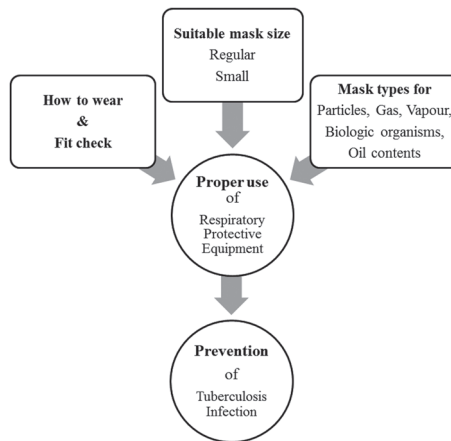 Suitable mask size
Regular
Small
How to wear
&
Fit check
Mask types for
Particles, Gas, Vapour,
Biologic organisms,
Oil contents
Proper use
of
Respiratory
Protective
Equipment
Prevention
of
Tuberculosis
Infection